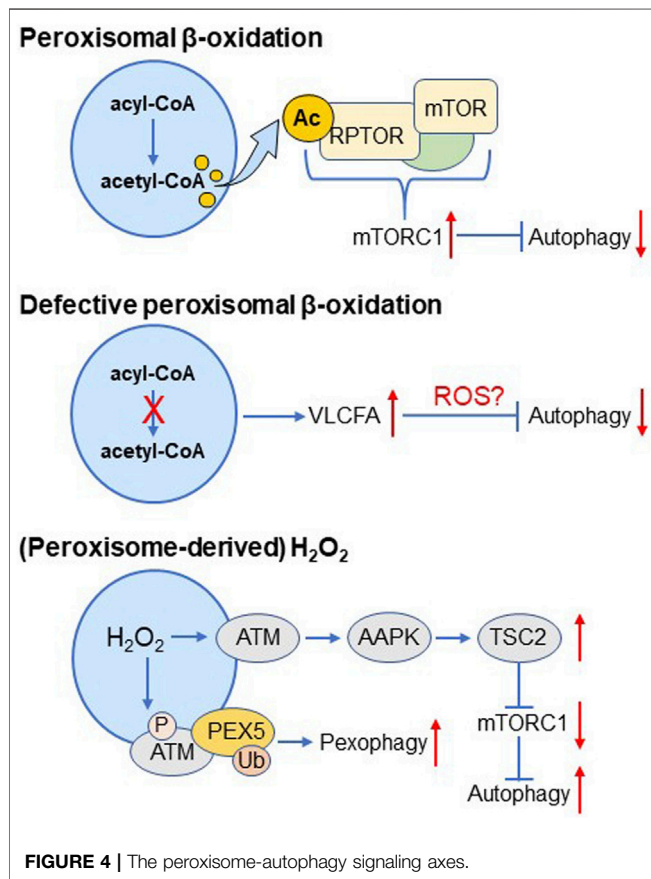 Peroxisomal β-oxidation
acyl-CoA
acetyl-CoA
Ac
RPTOR
mTOR
mTORC1
Autophagy
Defective peroxisomal β-oxidation
acyl-CoA
X
acetyl-CoA
VLCFA
ROS?
Autophagy
(Peroxisome-derived) H₂O₂
H₂O₂
ATM
AAPK
TSC2
P
ATM
PEX5
Ub
Pexophagy
mTORC1
Autophagy
FIGURE 4 | The peroxisome-autophagy signaling axes.